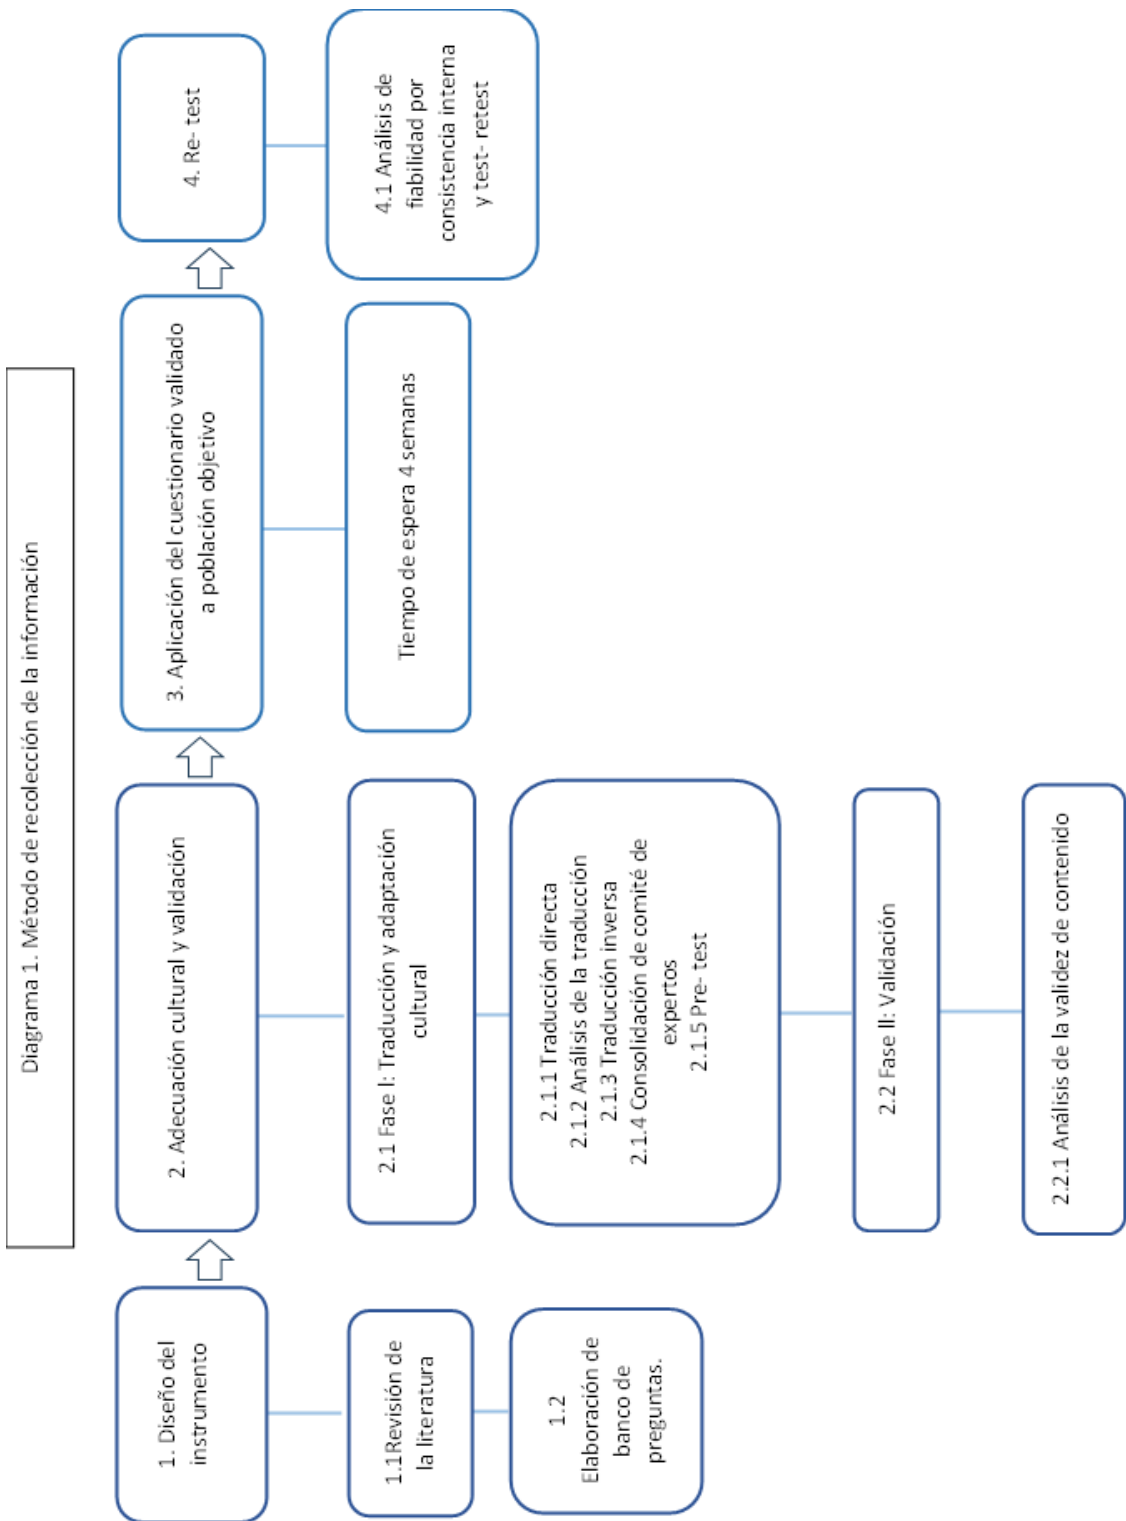 Diagrama 1. Método de recolección de la información
1. Diseño del
instrumento
1.1Revisión de
la literatura
1.2
Elaboración de
banco de
preguntas.
2. Adecuación cultural y validación
2.1 Fase I: Traducción y adaptación
cultural
2.1.1 Traducción directa
2.1.2 Análisis de la traducción
2.1.3 Traducción inversa
2.1.4 Consolidación de comité de
expertos
2.1.5 Pre- test
2.2 Fase II: Validación
2.2.1 Análisis de la validez de contenido
3. Aplicación del cuestionario validado
a población objetivo
Tiempo de espera 4 semanas
4. Re- test
4.1 Análisis de
fiabilidad por
consistencia interna
y test- retest